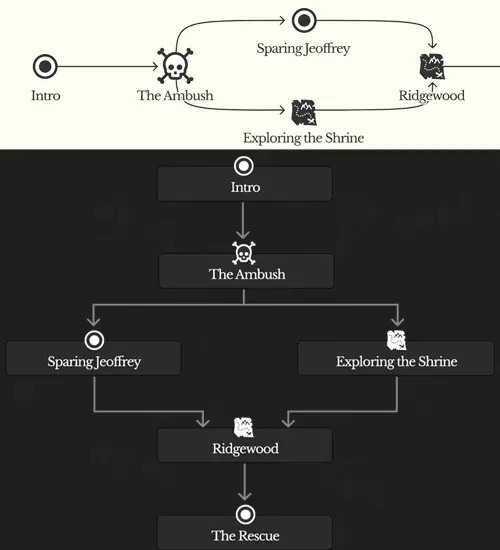 Sparing Jeoffrey
Intro
The Ambush
Ridgewood
Exploring the Shrine
Intro
The Ambush
Sparing Jeoffrey
Exploring the Shrine
Ridgewood
The Rescue